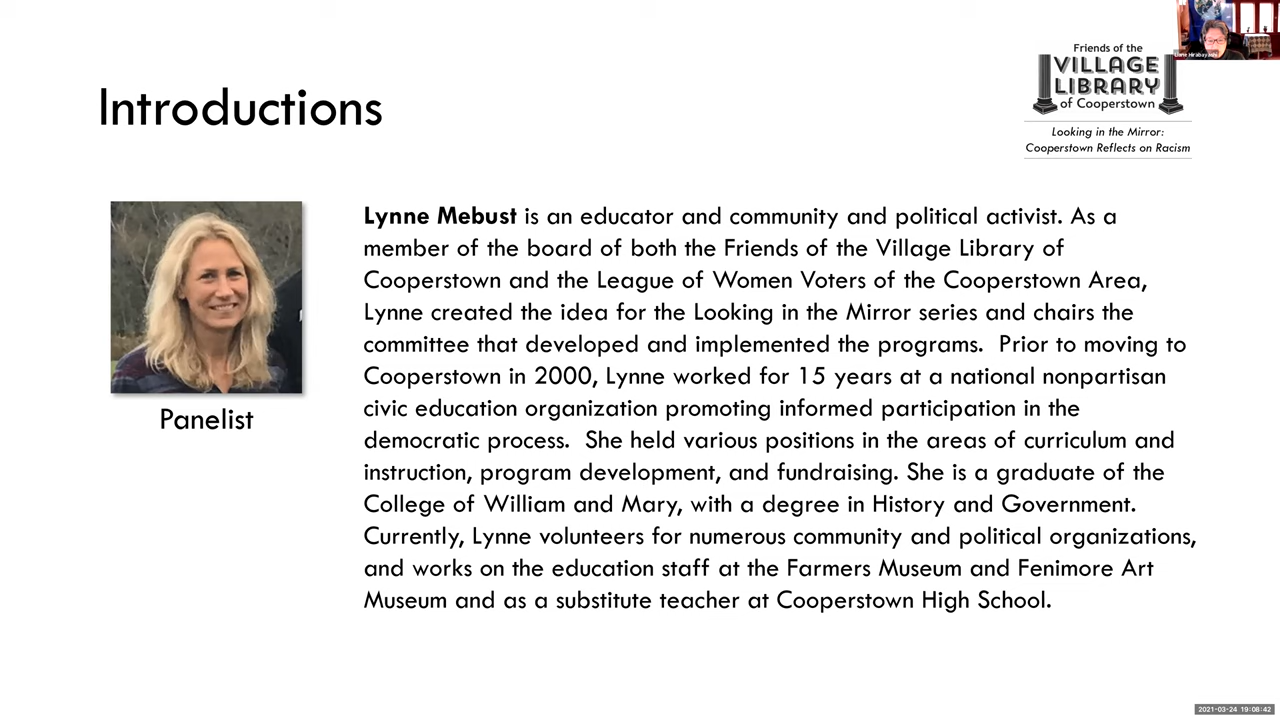 Introductions
Friends of the
VILLAGE
LIBRARY
of Cooperstown
Looking in the Mirror:
Cooperstown Reflects on Racism
Panelist
Lynne Mebust is an educator and community and political activist. As a
member of the board of both the Friends of the Village Library of
Cooperstown and the League of Women Voters of the Cooperstown Area,
Lynne created the idea for the Looking in the Mirror series and chairs the
committee that developed and implemented the programs.  Prior to moving to
Cooperstown in 2000, Lynne worked for 15 years at a national nonpartisan
civic education organization promoting informed participation in the
democratic process.  She held various positions in the areas of curriculum and
instruction, program development, and fundraising. She is a graduate of the
College of William and Mary, with a degree in History and Government.
Currently, Lynne volunteers for numerous community and political organizations,
and works on the education staff at the Farmers Museum and Fenimore Art
Museum and as a substitute teacher at Cooperstown High School.
Hirabayashi
2021-03-24 19:08:42